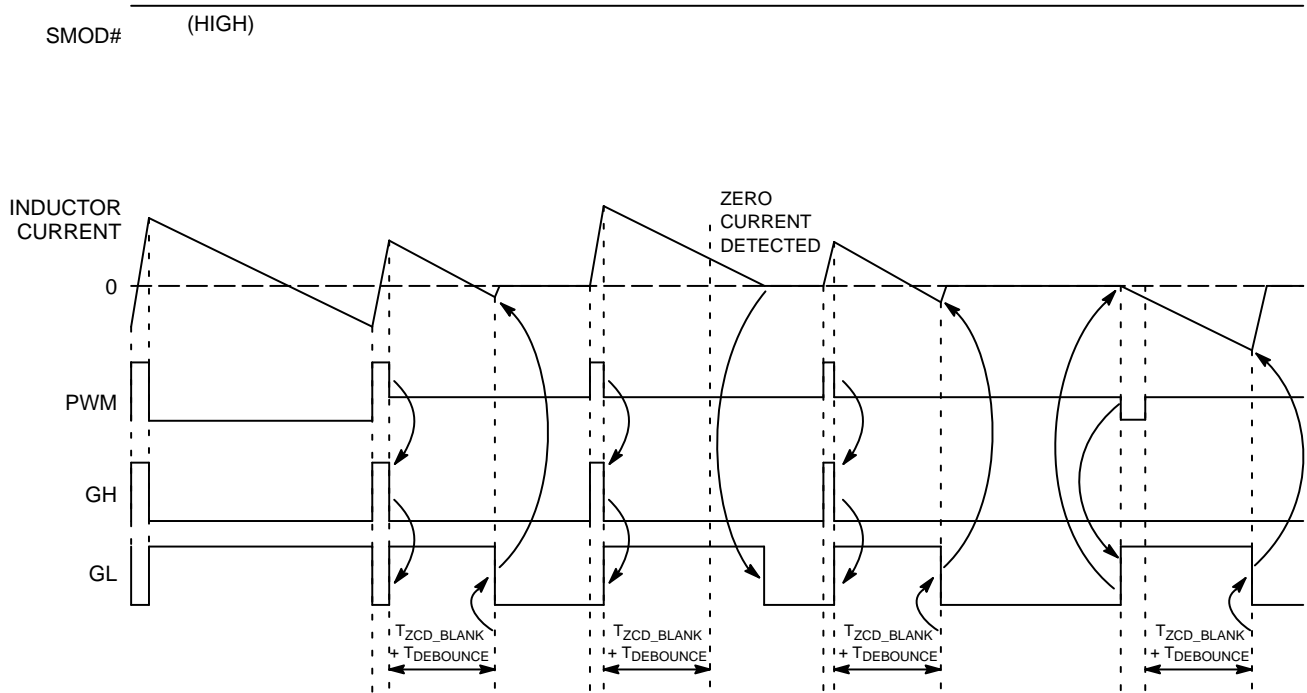 SMOD#
(HIGH)
INDUCTOR
CURRENT
ZERO
CURRENT
DETECTED
0
PWM
GH
GL
TZCD_BLANK
+ TDEBOUNCE
TZCD_BLANK
+ TDEBOUNCE
TZCD_BLANK
+ TDEBOUNCE
TZCD_BLANK
+ TDEBOUNCE